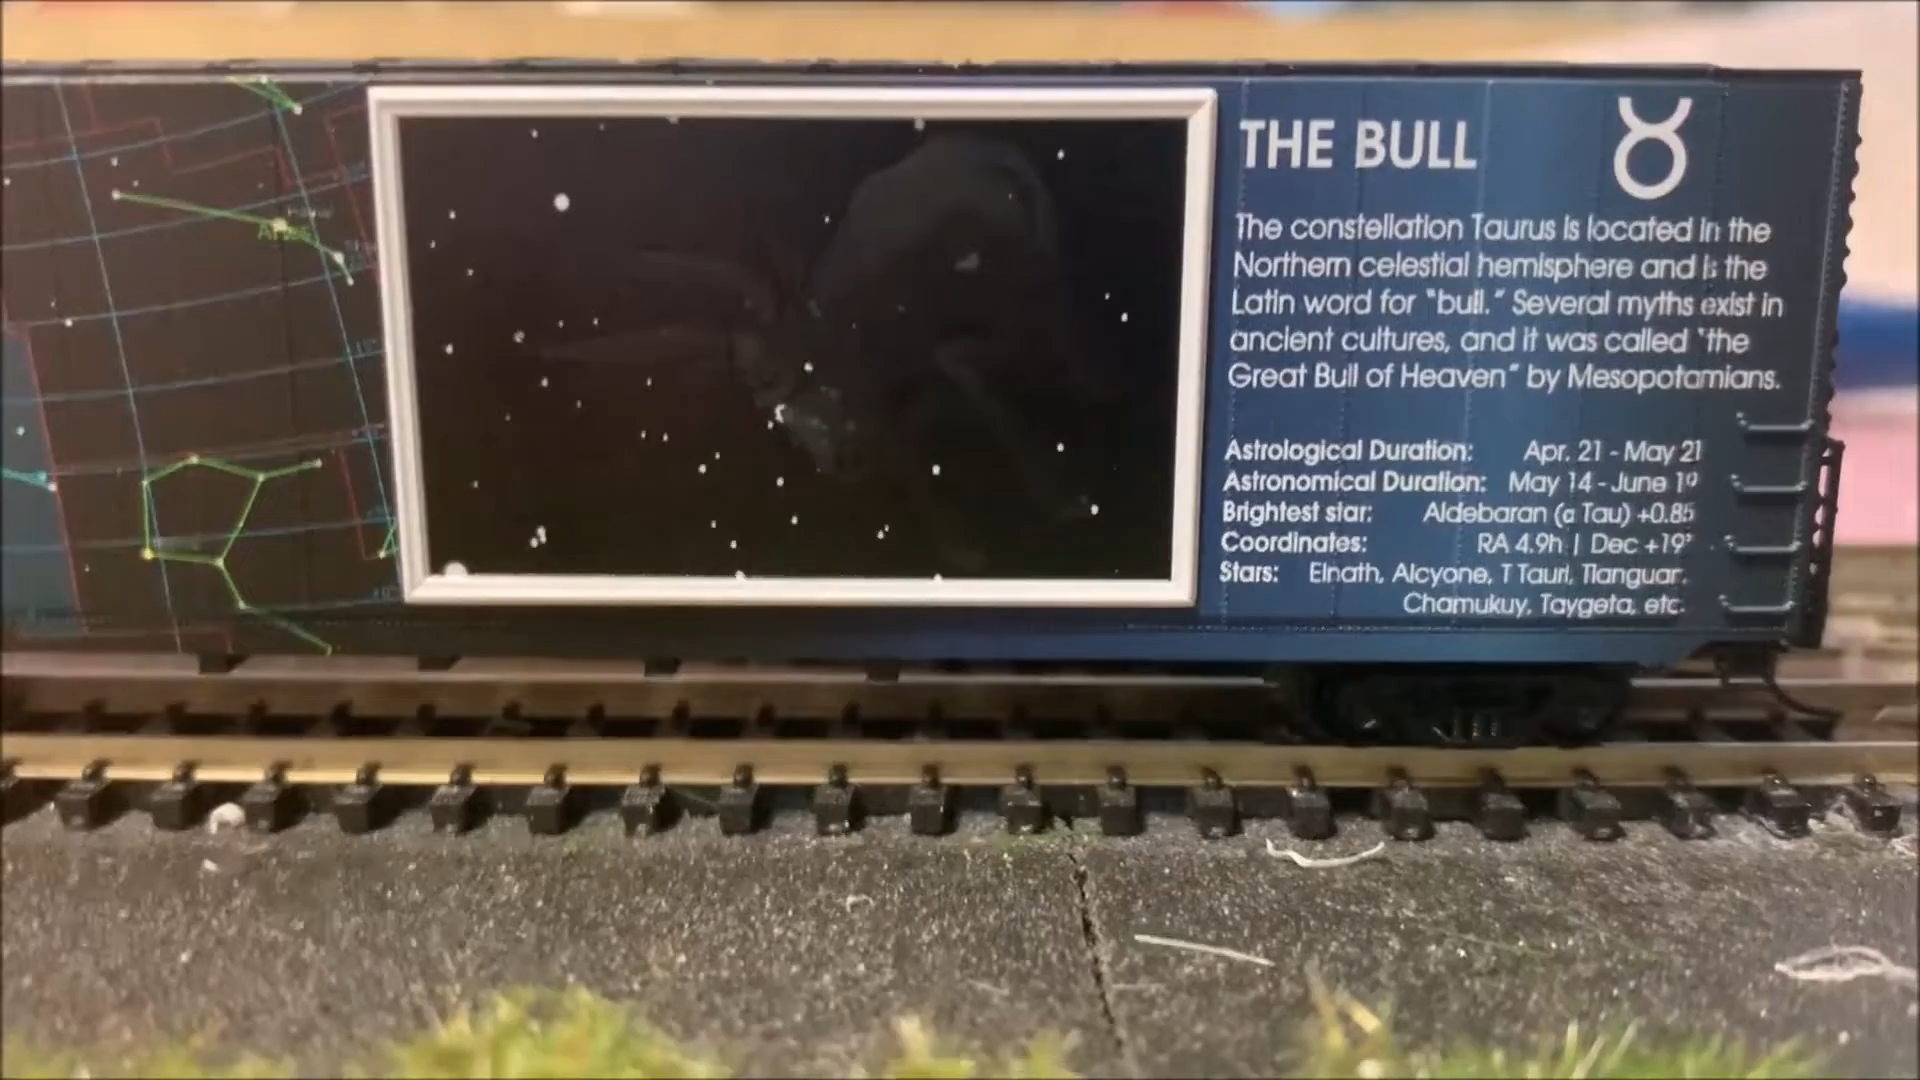 THE BULL
The constellation Taurus is located in the
Northern celestial hemisphere and is the
Latin word for "bull." Several myths exist in
ancient cultures, and it was called "the
Great Bull of Heaven" by Mesopotamians.
Astrological Duration: Apr. 21 - May 21
Astronomical Duration: May 14 - June 19
Brightest star: Aldebaran (α Tau) +0.85
Coordinates: RA 4.9h | Dec +19°
Stars: Elnath, Alcyone, T Tauri, Tianguan,
Chamukuy, Taygeta, etc.